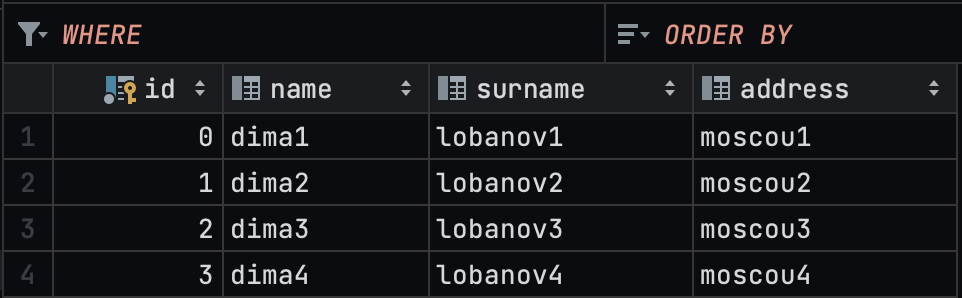 WHERE ORDER BY
id name surname address
1 0 dima1 lobanov1 moscou1
2 1 dima2 lobanov2 moscou2
3 2 dima3 lobanov3 moscou3
4 3 dima4 lobanov4 moscou4